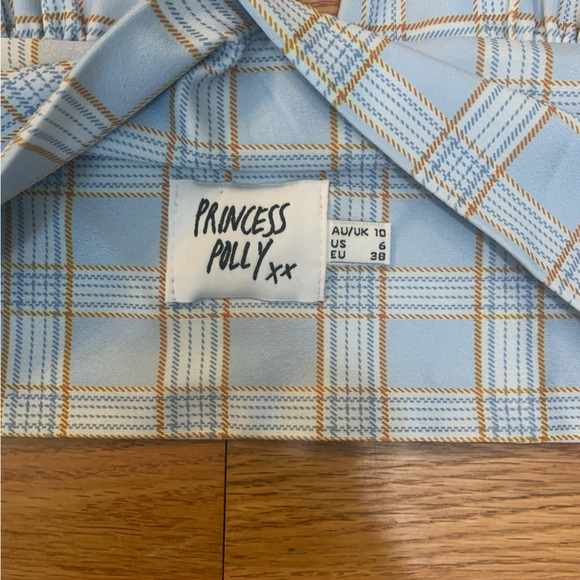 PRINCESS
POLLY xx
AU/UK 10
US 6
EU 38